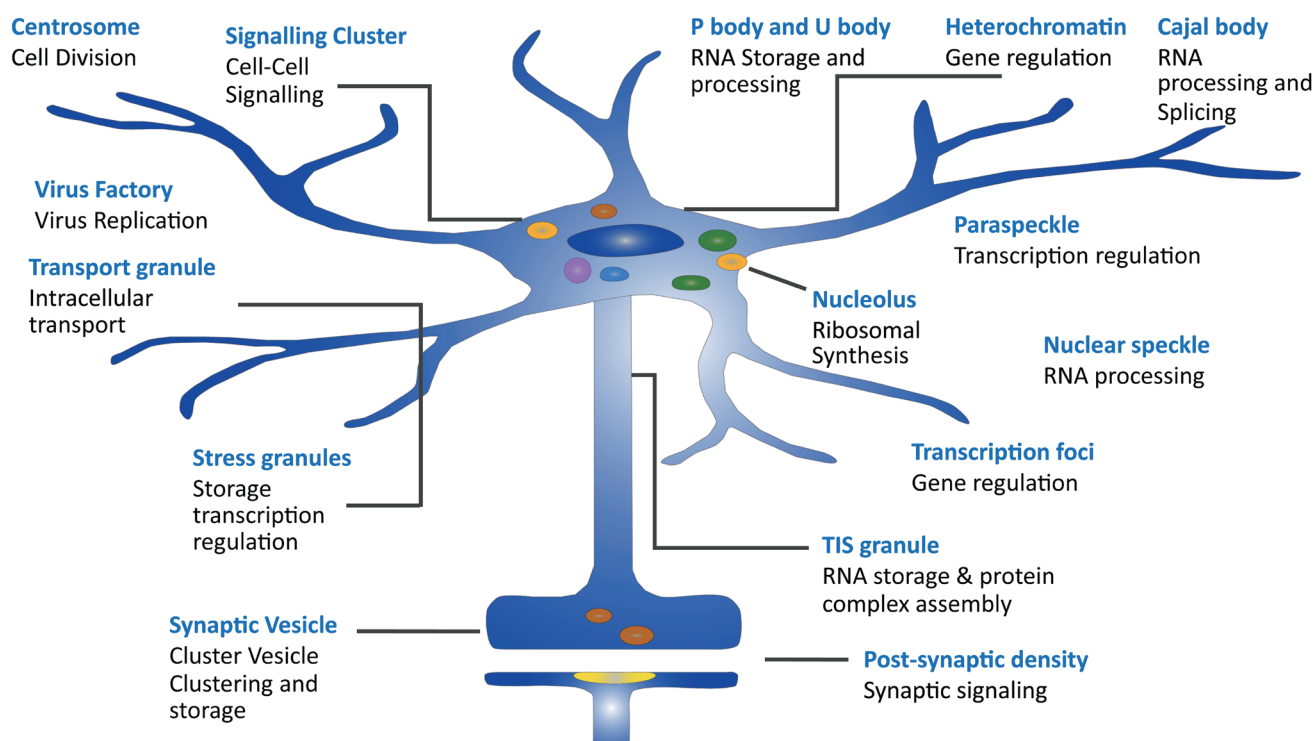 Centrosome
Cell Division
Signalling Cluster
Cell-Cell
Signalling
P body and U body
RNA Storage and
processing
Heterochromatin
Gene regulation
Cajal body
RNA
processing and
Splicing
Virus Factory
Virus Replication
Paraspeckle
Transcription regulation
Transport granule
Intracellular
transport
Nucleolus
Ribosomal
Synthesis
Nuclear speckle
RNA processing
Stress granules
Storage
transcription
regulation
Transcription foci
Gene regulation
TIS granule
RNA storage & protein
complex assembly
Synaptic Vesicle
Cluster Vesicle
Clustering and
storage
Post-synaptic density
Synaptic signaling